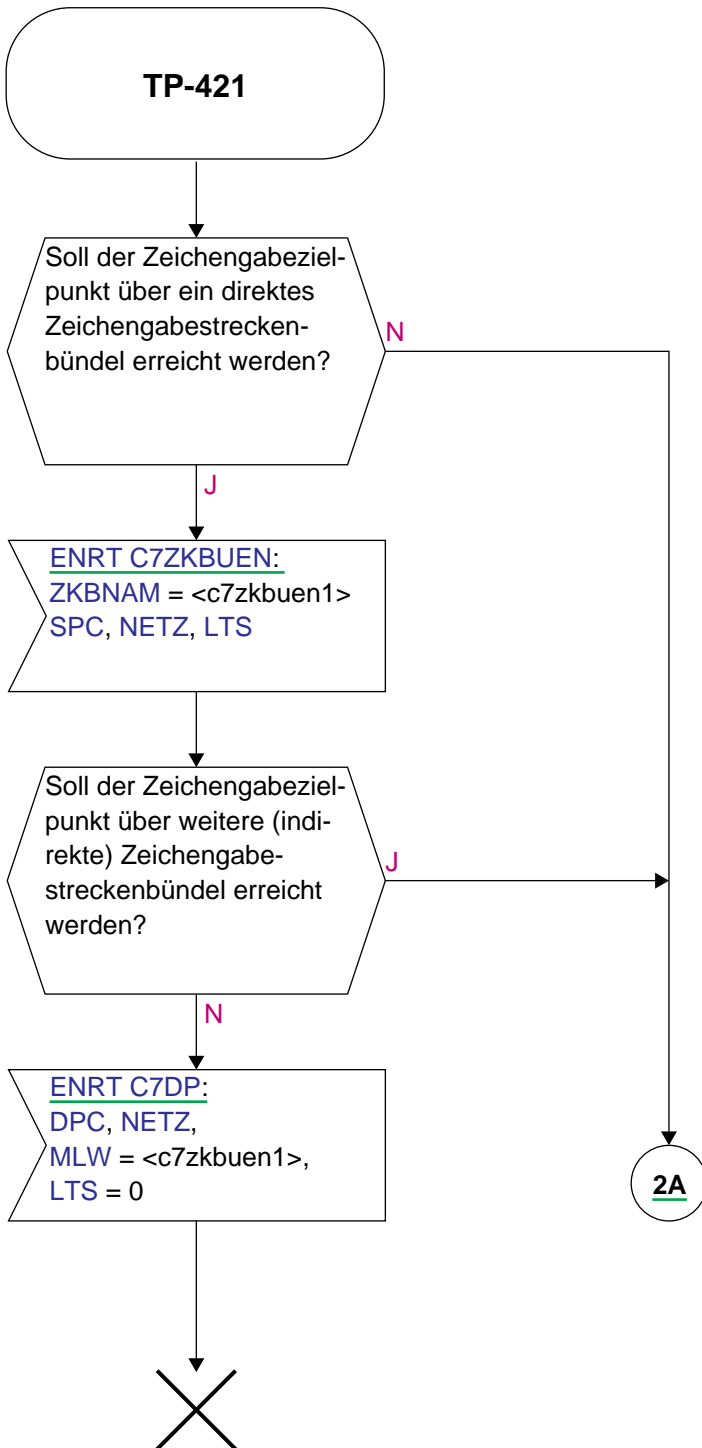 TP-421
Soll der Zeichengabeziel-
punkt über ein direktes
Zeichengabestrecken-
bündel erreicht werden?
N
J
ENRT C7ZKBUEN:
ZKBNAM = <c7zkbuen1>
SPC, NETZ, LTS
Soll der Zeichengabeziel-
punkt über weitere (indi-
rekte) Zeichengabe-
streckenbündel erreicht
werden?
J
N
ENRT C7DP:
DPC, NETZ,
MLW = <c7zkbuen1>,
LTS = 0
2A